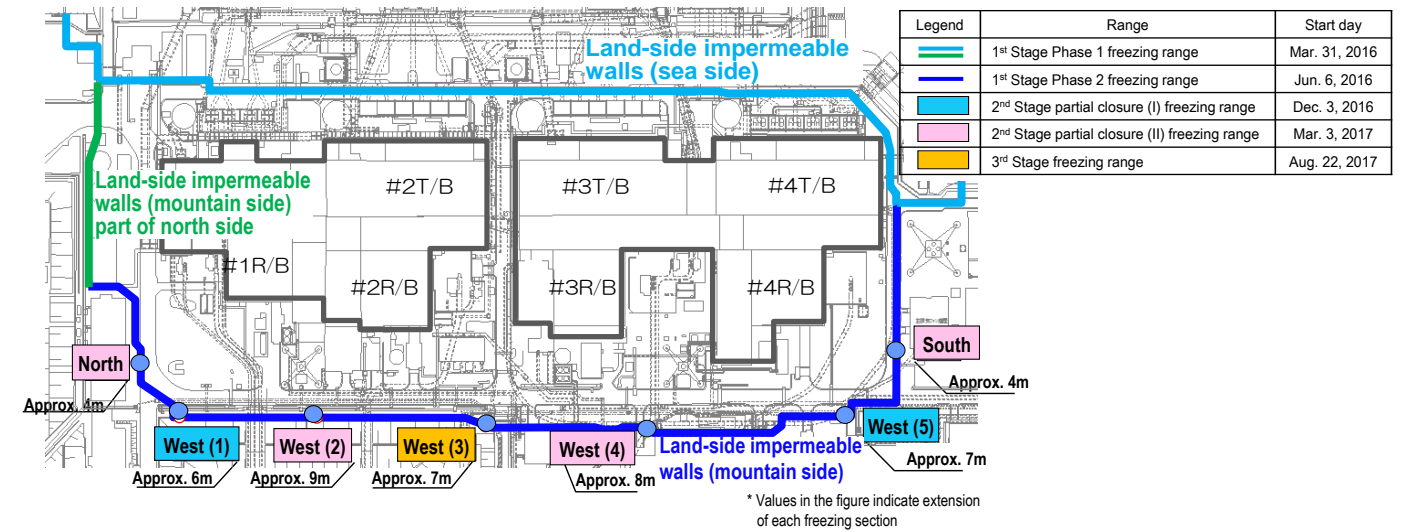 Land-side impermeable
walls (sea side)
Legend Range Start day
1st Stage Phase 1 freezing range Mar. 31, 2016
1st Stage Phase 2 freezing range Jun. 6, 2016
2nd Stage partial closure (I) freezing range Dec. 3, 2016
2nd Stage partial closure (II) freezing range Mar. 3, 2017
3rd Stage freezing range Aug. 22, 2017
Land-side impermeable
walls (mountain side)
part of north side
#2T/B
#3T/B
#4T/B
#1R/B
#2R/B
#3R/B
#4R/B
North
Approx. 4m
South
Approx. 4m
West (1)
Approx. 6m
West (2)
Approx. 9m
West (3)
Approx. 7m
West (4)
Approx. 8m
Land-side impermeable
walls (mountain side)
West (5)
Approx. 7m
* Values in the figure indicate extension
of each freezing section